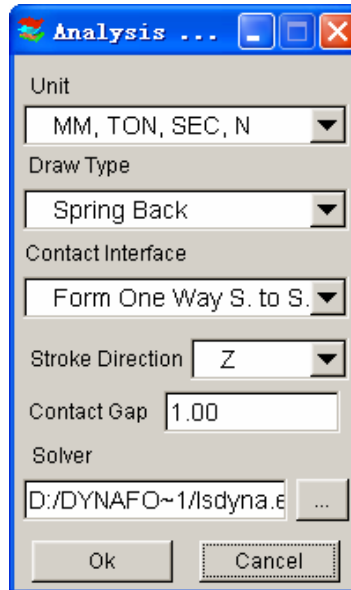 Analysis ...
Unit
MM, TON, SEC, N
Draw Type
Spring Back
Contact Interface
Form One Way S. to S.
Stroke Direction Z
Contact Gap 1.00
Solver
D:/DYNAFO~1/lsdyna.e ...
Ok Cancel